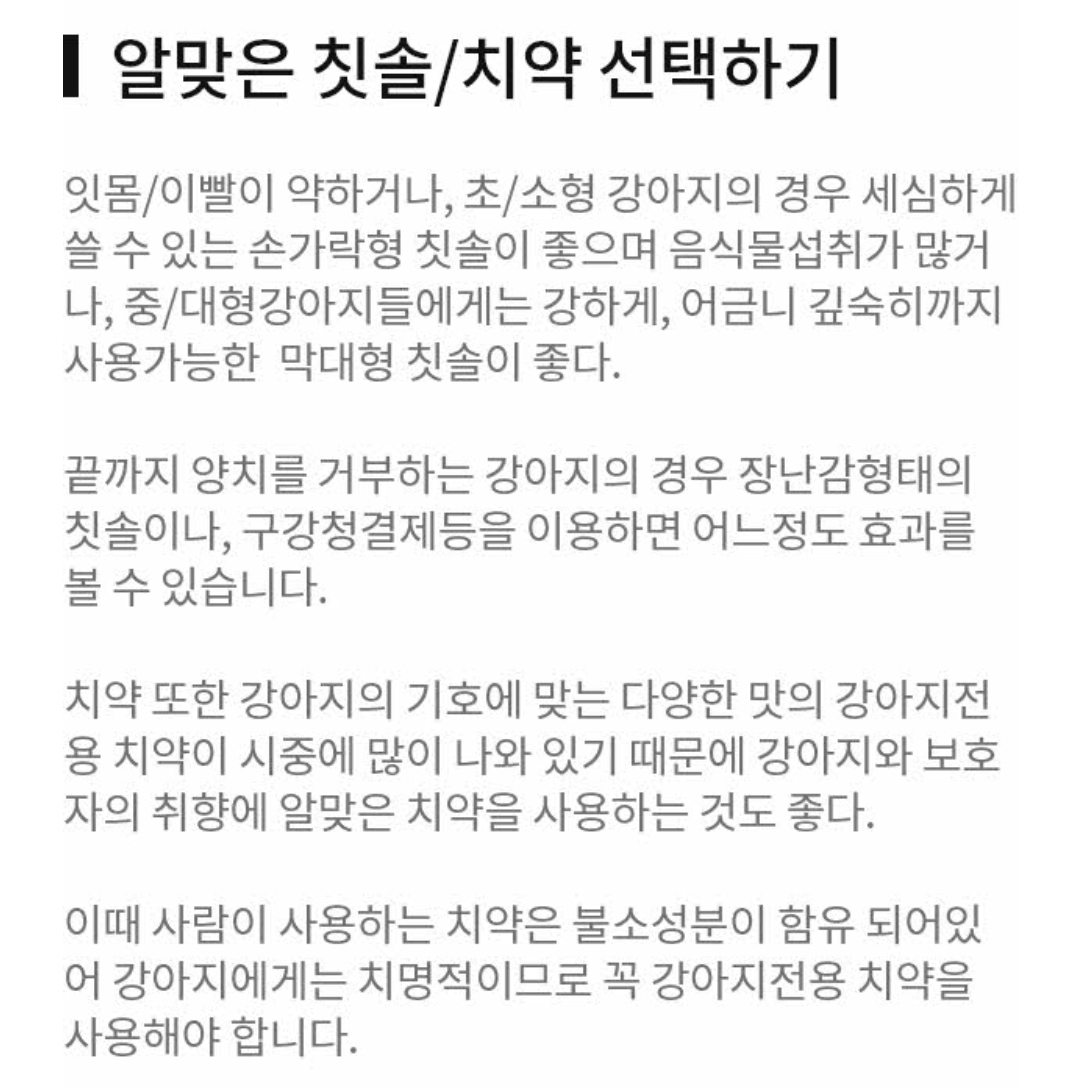 알맞은 칫솔/치약 선택하기
잇몸/이빨이 약하거나, 초/소형 강아지의 경우 세심하게
쓸 수 있는 손가락형 칫솔이 좋으며 음식물섭취가 많거
나, 중/대형강아지들에게는 강하게, 어금니 깊숙히까지
사용가능한 막대형 칫솔이 좋다.
끝까지 양치를 거부하는 강아지의 경우 장난감형태의
칫솔이나, 구강청결제등을 이용하면 어느정도 효과를
볼 수 있습니다.
치약 또한 강아지의 기호에 맞는 다양한 맛의 강아지전
용 치약이 시중에 많이 나와 있기 때문에 강아지와 보호
자의 취향에 알맞은 치약을 사용하는 것도 좋다.
이때 사람이 사용하는 치약은 불소성분이 함유 되어있
어 강아지에게는 치명적이므로 꼭 강아지전용 치약을
사용해야 합니다.